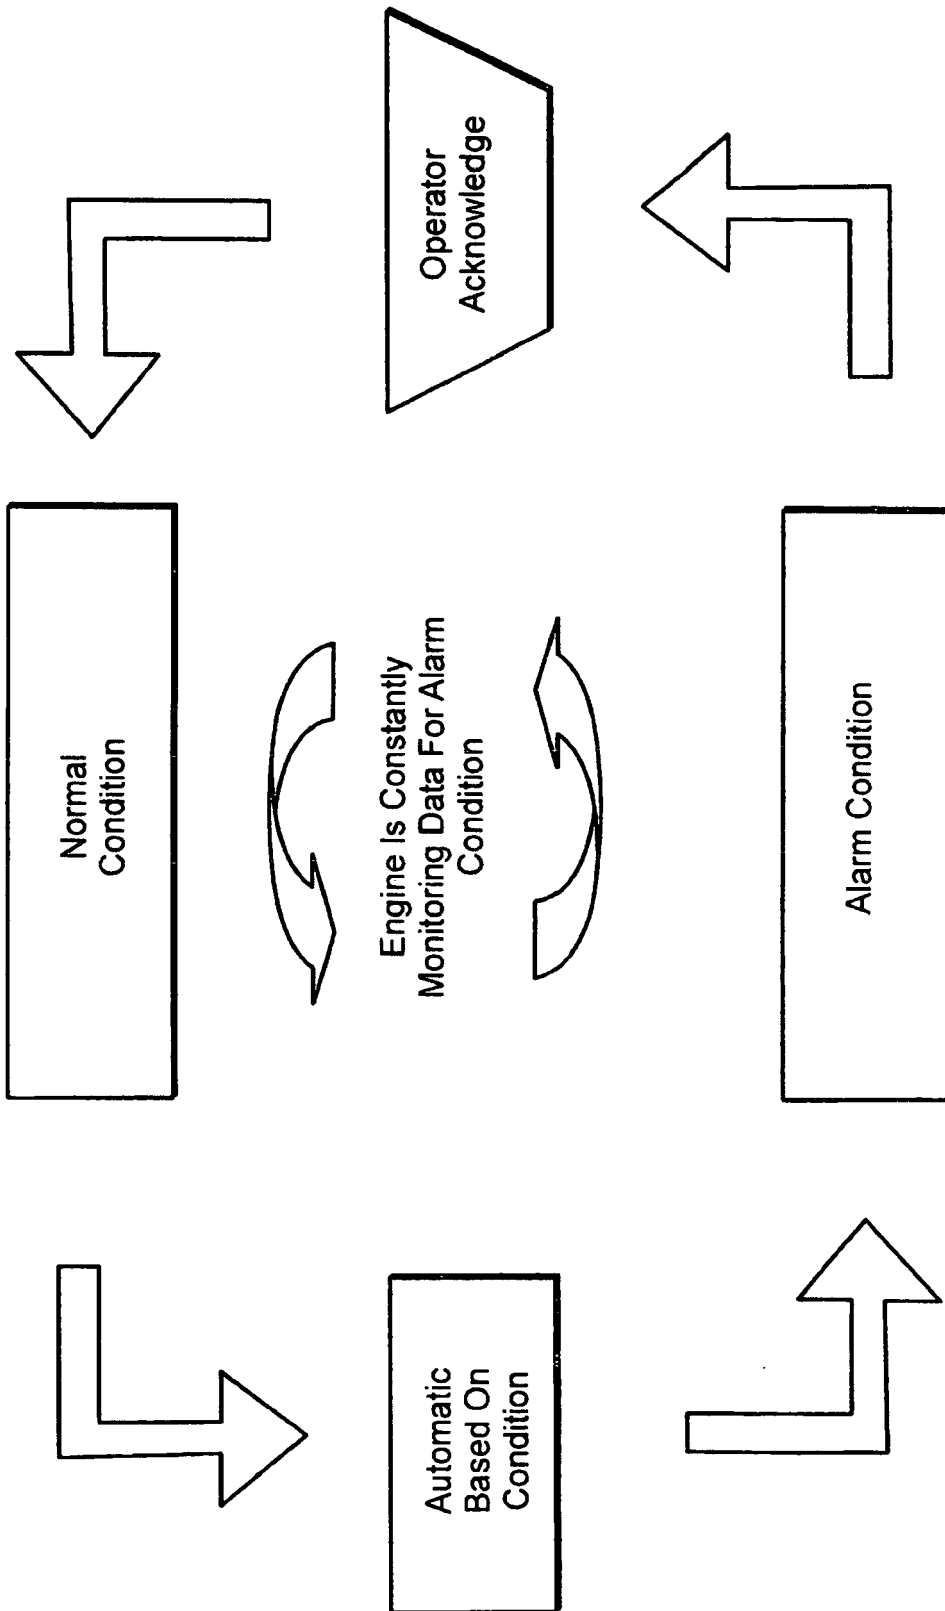 Normal
Condition
Operator
Acknowledge
Engine Is Constantly
Monitoring Data For Alarm
Condition
Automatic
Based On
Condition
Alarm Condition